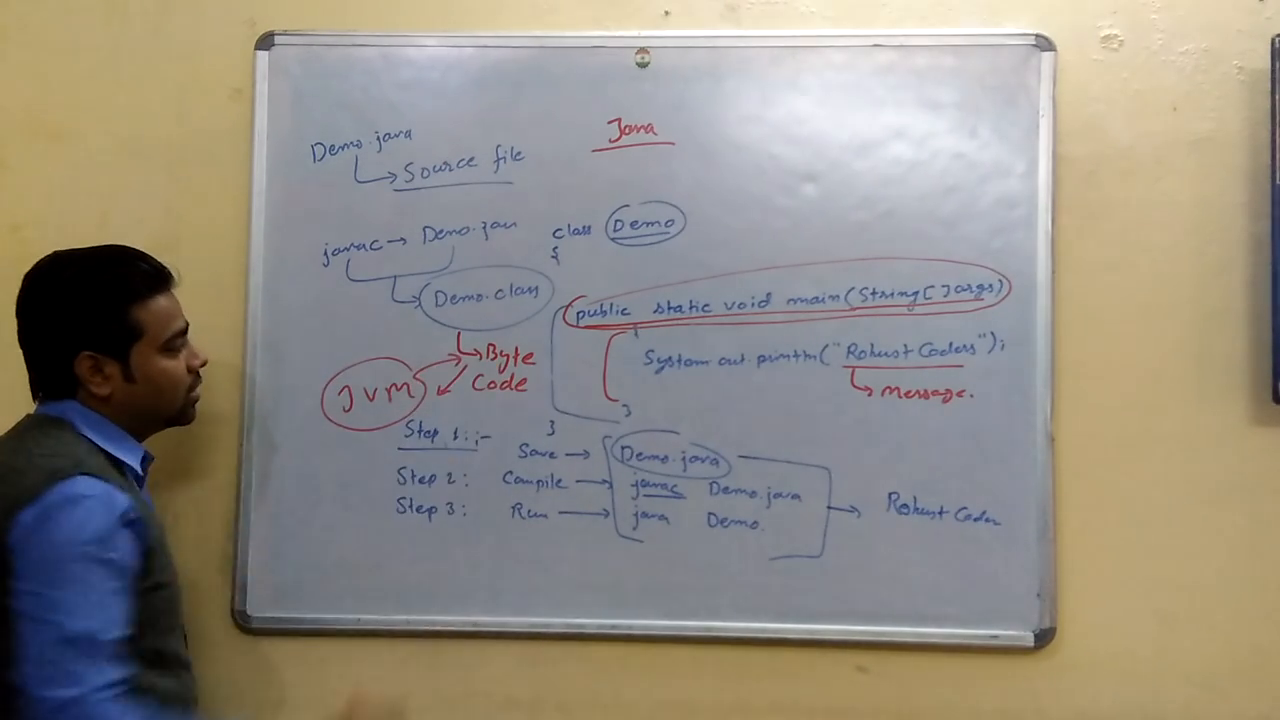 Java
Demo.java
Source file
javac → Demo.java
Demo.class
Byte
Code
JVM
class Demo
{
public static void main(String[]args)
{
System.out.println("Robust Coders");
Message.
}
}
Step 1:;-
Save → Demo.java
Step 2: Compile → javac Demo.java
Step 3: Run → java Demo.
Robust Coder